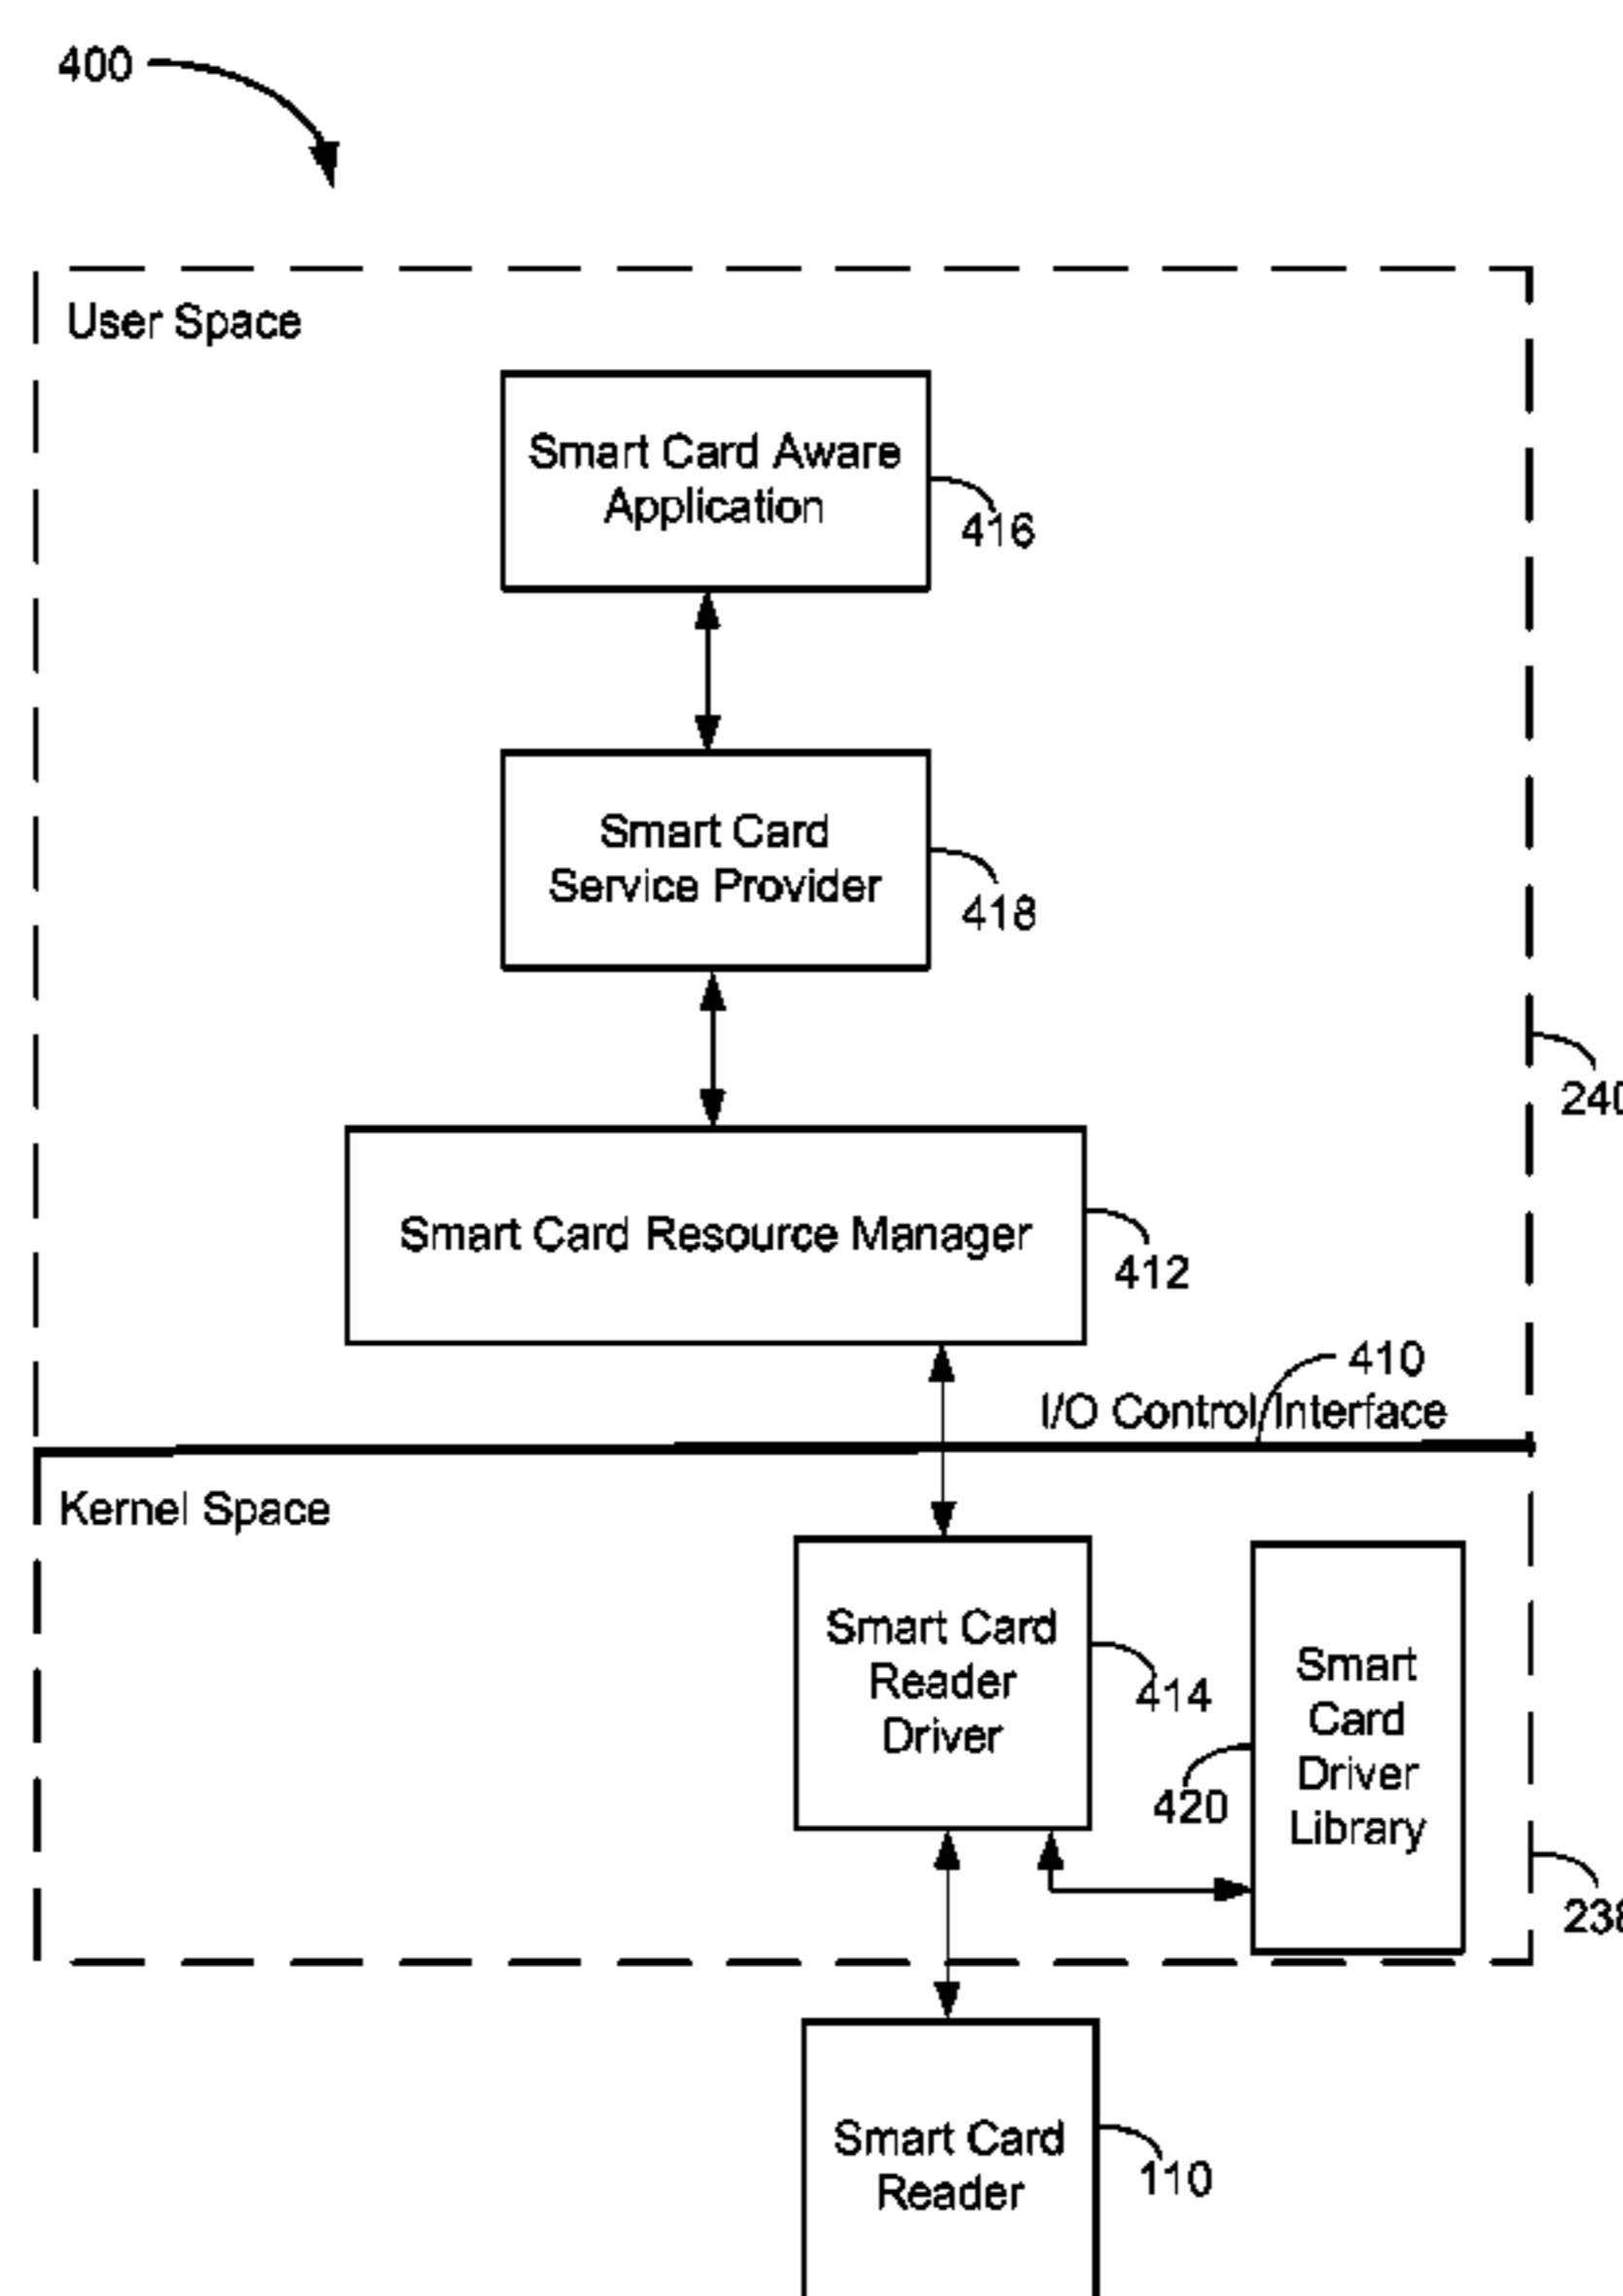 400
User Space
Smart Card Aware
Application
416
Smart Card
Service Provider
418
240
Smart Card Resource Manager
412
410
I/O Control Interface
Kernel Space
Smart Card
Reader
Driver
414
Smart
Card
Driver
Library
420
238
Smart Card
Reader
110